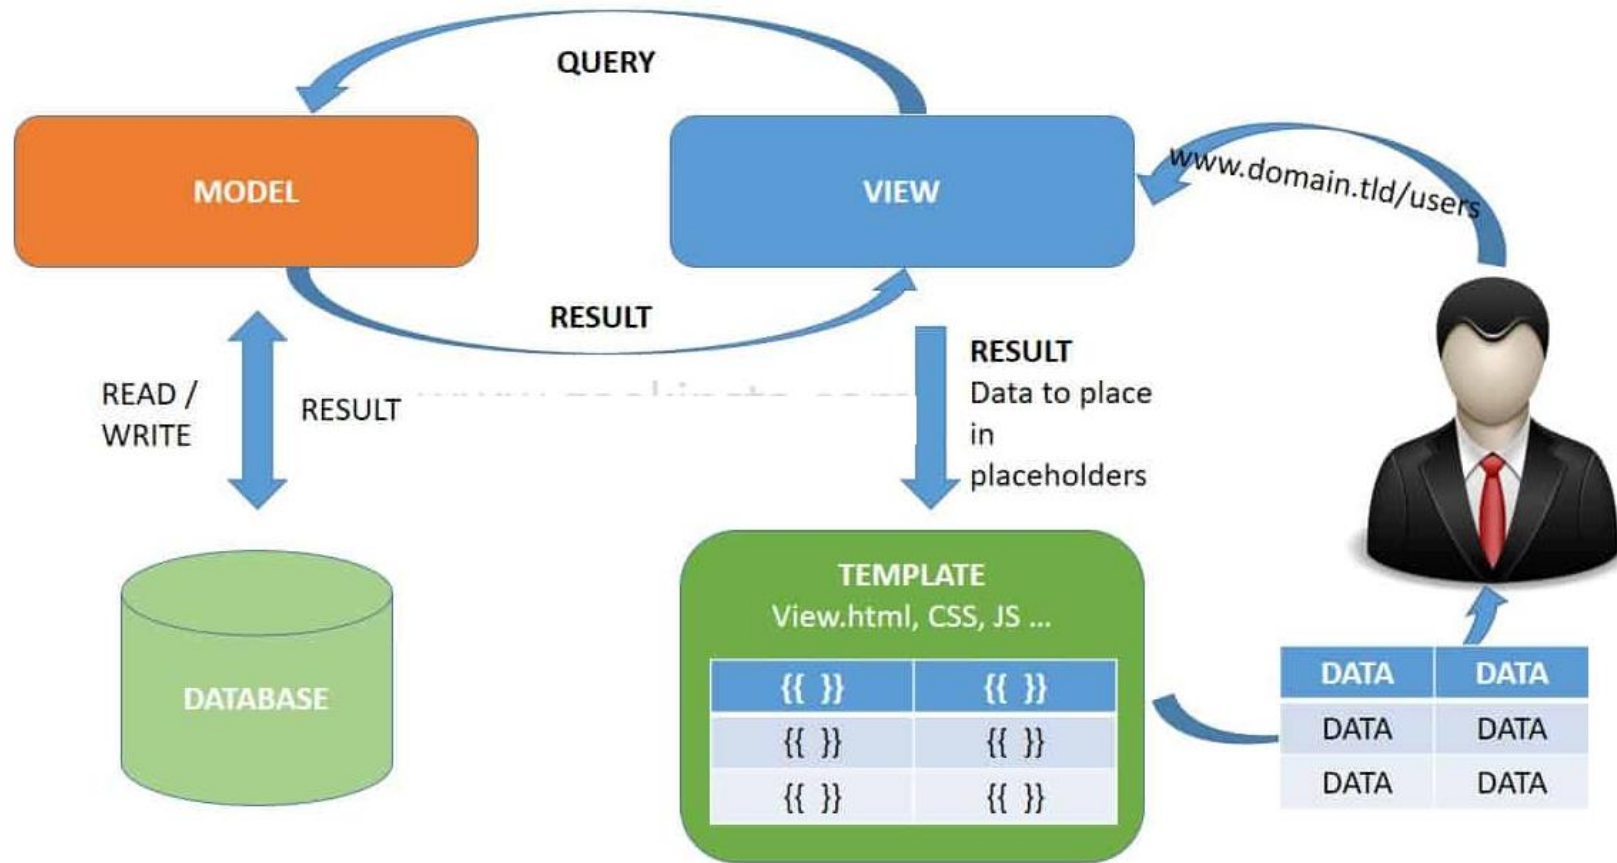 QUERY
MODEL
VIEW
www.domain.tld/users
RESULT
READ /
WRITE
RESULT
RESULT
Data to place
in
placeholders
DATABASE
TEMPLATE
View.html, CSS, JS ...
{{ }} {{ }}
{{ }} {{ }}
{{ }} {{ }}
DATA DATA
DATA DATA
DATA DATA